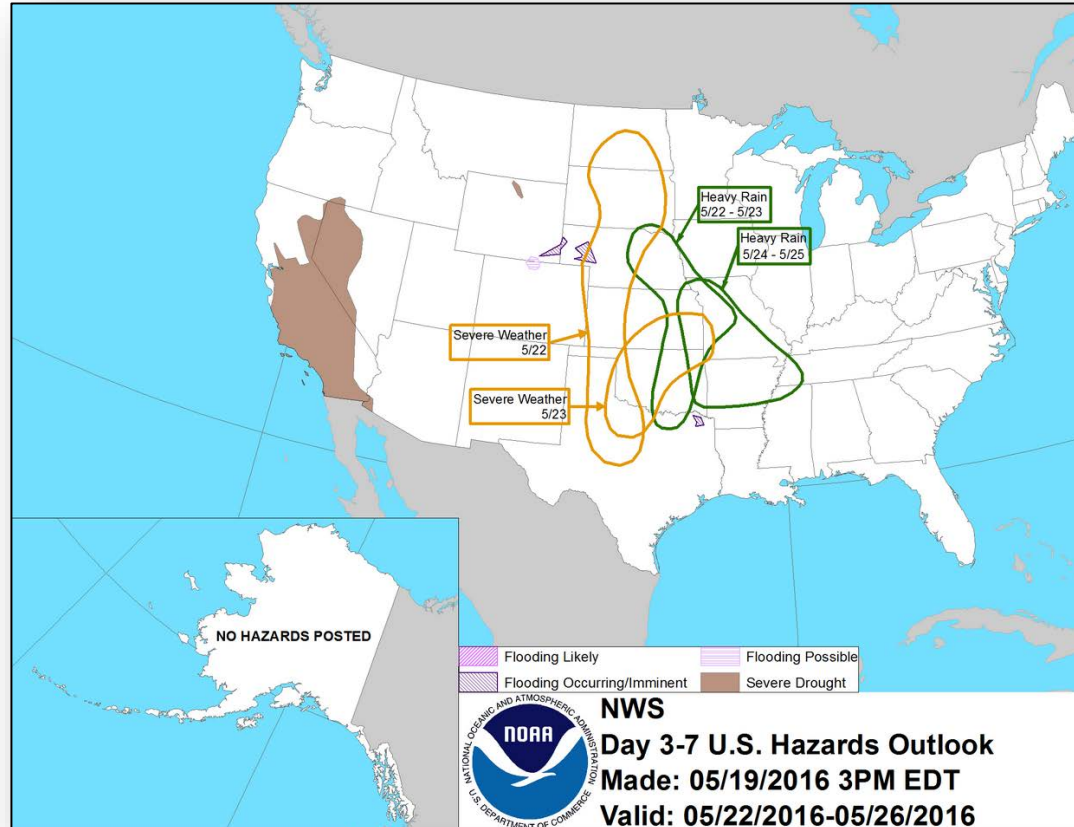 Heavy Rain
5/22 - 5/23
Heavy Rain
5/24 - 5/25
Severe Weather
5/22
Severe Weather
5/23
NO HAZARDS POSTED
Flooding Likely
Flooding Possible
Flooding Occurring/Imminent
Severe Drought
NATIONAL OCEANIC AND ATMOSPHERIC ADMINISTRATION
NOAA
U.S. DEPARTMENT OF COMMERCE
NWS
Day 3-7 U.S. Hazards Outlook
Made: 05/19/2016 3PM EDT
Valid: 05/22/2016-05/26/2016